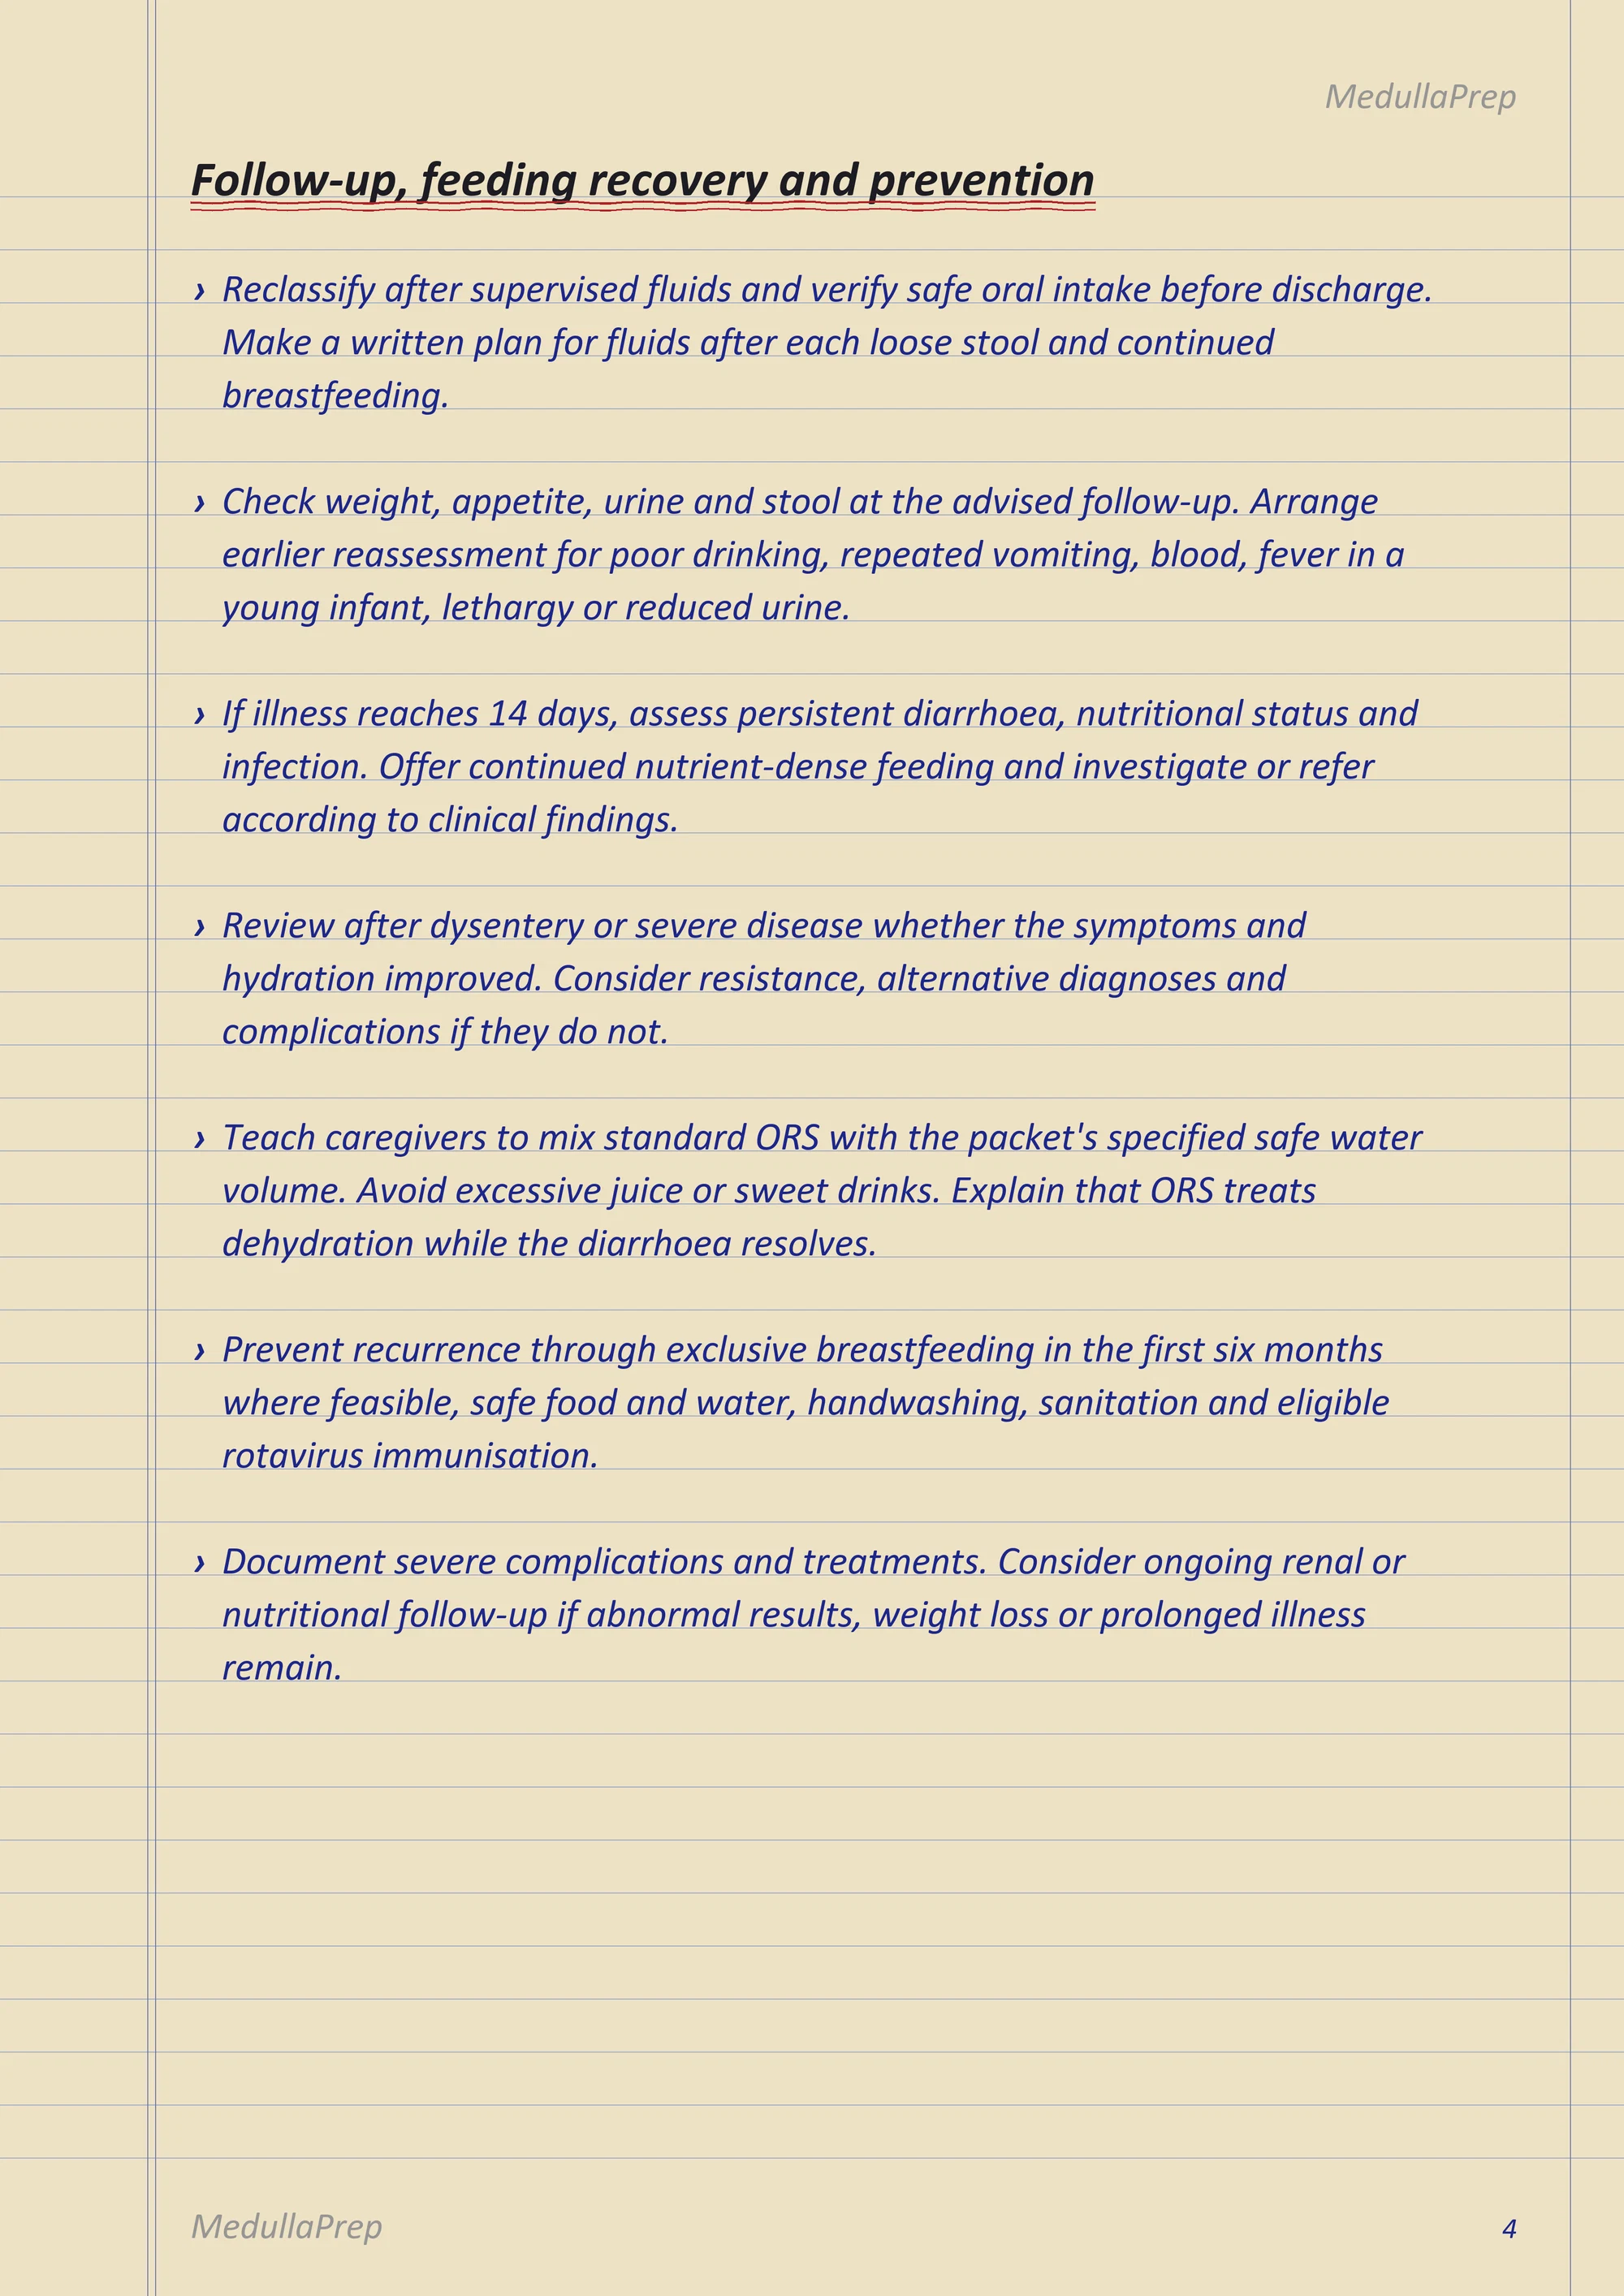 MedullaPrep
Follow-up, feeding recovery and prevention
› Reclassify after supervised fluids and verify safe oral intake before discharge.
Make a written plan for fluids after each loose stool and continued
breastfeeding.
› Check weight, appetite, urine and stool at the advised follow-up. Arrange
earlier reassessment for poor drinking, repeated vomiting, blood, fever in a
young infant, lethargy or reduced urine.
› If illness reaches 14 days, assess persistent diarrhoea, nutritional status and
infection. Offer continued nutrient-dense feeding and investigate or refer
according to clinical findings.
› Review after dysentery or severe disease whether the symptoms and
hydration improved. Consider resistance, alternative diagnoses and
complications if they do not.
› Teach caregivers to mix standard ORS with the packet's specified safe water
volume. Avoid excessive juice or sweet drinks. Explain that ORS treats
dehydration while the diarrhoea resolves.
› Prevent recurrence through exclusive breastfeeding in the first six months
where feasible, safe food and water, handwashing, sanitation and eligible
rotavirus immunisation.
› Document severe complications and treatments. Consider ongoing renal or
nutritional follow-up if abnormal results, weight loss or prolonged illness
remain.
MedullaPrep
4